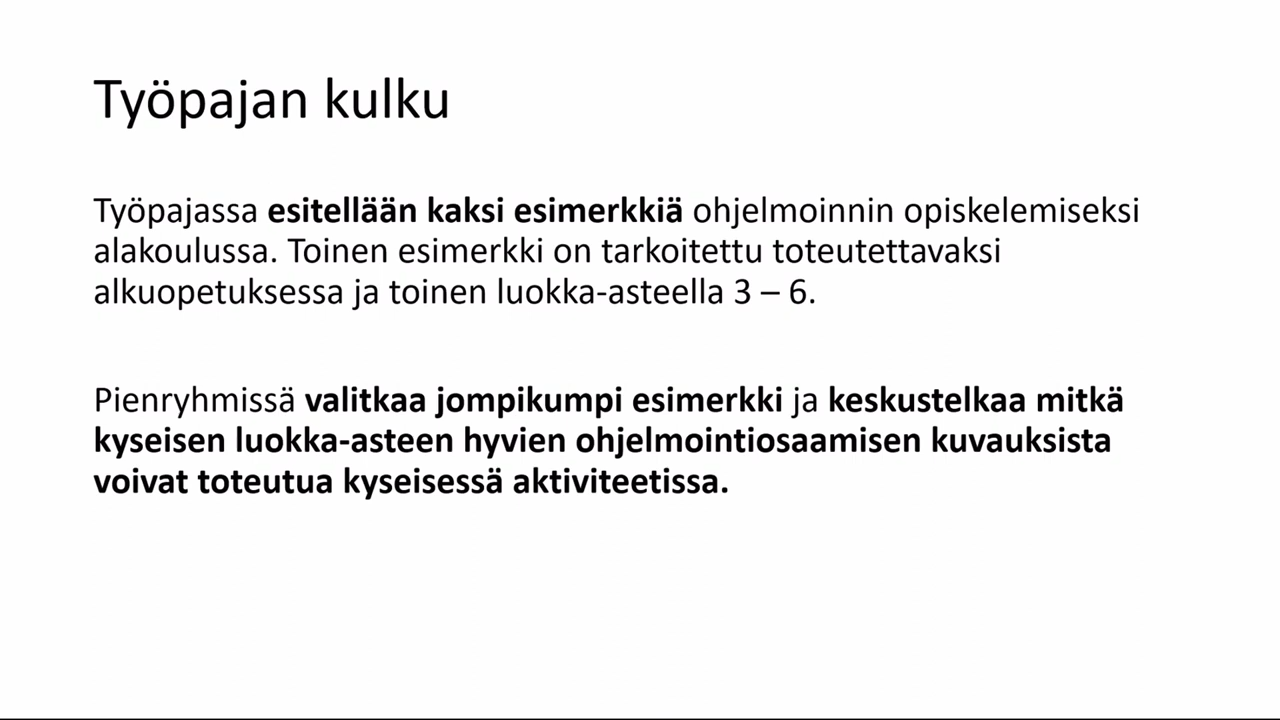 Työpajan kulku
Työpajassa esitellään kaksi esimerkkiä ohjelmoinnin opiskelemiseksi
alakoulussa. Toinen esimerkki on tarkoitettu toteutettavaksi
alkuopetuksessa ja toinen luokka-asteella 3 – 6.
Pienryhmissä valitkaa jompikumpi esimerkki ja keskustelkaa mitkä
kyseisen luokka-asteen hyvien ohjelmointiosaamisen kuvauksista
voivat toteutua kyseisessä aktiviteetissa.